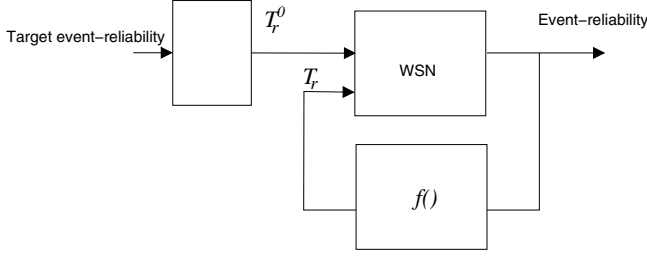 Target event−reliability
T_r^0
Event−reliability
WSN
T_r
f()